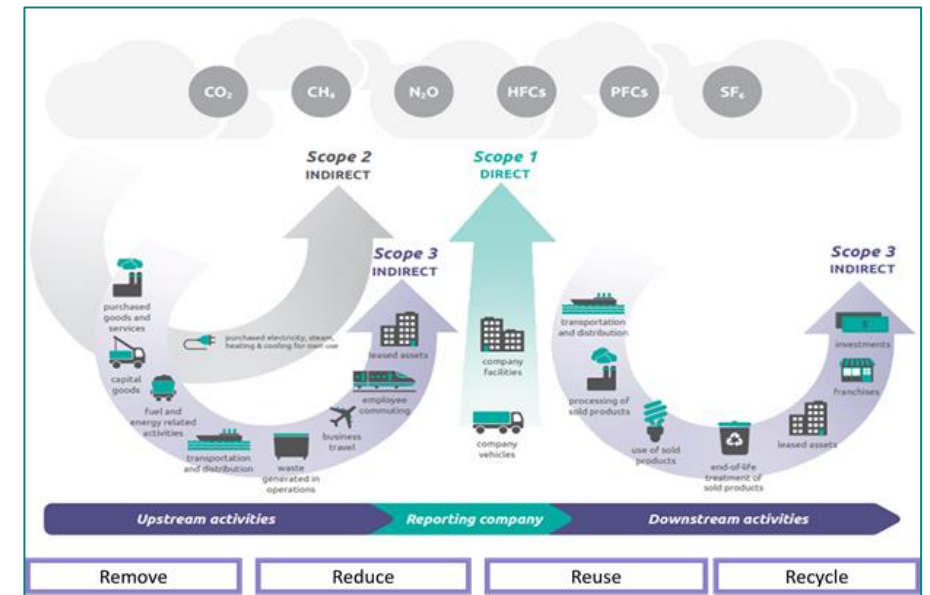 CO₂ CH₄ N₂O HFCs PFCs SF₆
Scope 2
INDIRECT
Scope 1
DIRECT
Scope 3
INDIRECT
Scope 3
INDIRECT
purchased
goods and
services
capital
goods
fuel and
energy related
activities
purchased electricity, steam,
heating & cooling for own use
transportation
and distribution
waste
generated in
operations
business
travel
employee
commuting
leased assets
company
facilities
company
vehicles
transportation
and distribution
processing of
sold products
use of sold
products
end-of-life
treatment of
sold products
leased assets
franchises
$
investments
Upstream activities Reporting company Downstream activities
Remove Reduce Reuse Recycle